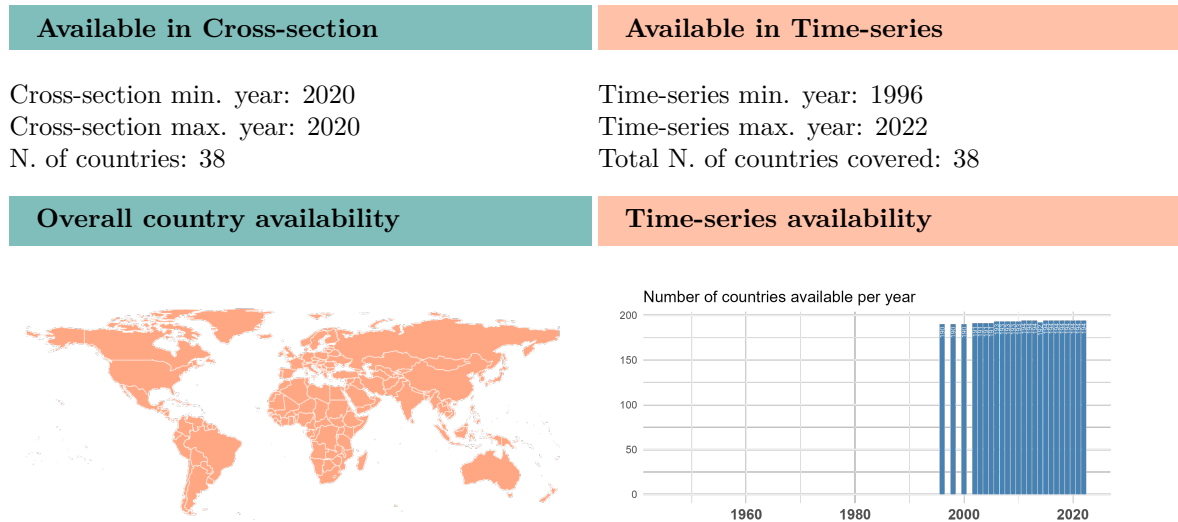 Available in Cross-section
Available in Time-series
Cross-section min. year: 2020
Cross-section max. year: 2020
N. of countries: 38
Time-series min. year: 1996
Time-series max. year: 2022
Total N. of countries covered: 38
Overall country availability
Time-series availability
Number of countries available per year
200
150
100
50
0
1960
1980
2000
2020